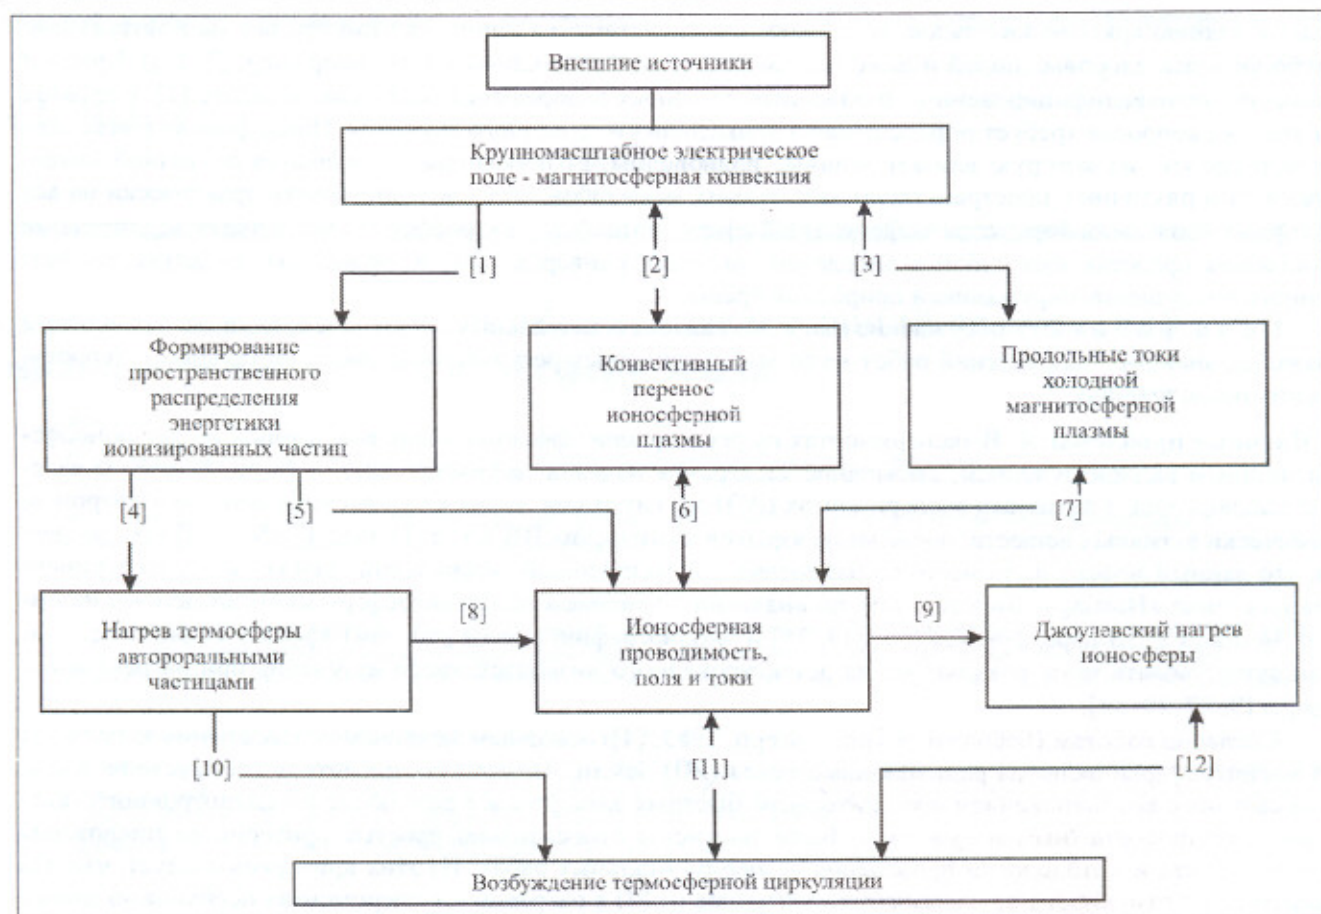 Внешние источники
Крупномасштабное электрическое
поле - магнитосферная конвекция
[1]
[2]
[3]
Формирование
пространственного
распределения
энергетики
ионизированных частиц
Конвективный
перенос
ионосферной
плазмы
Продольные токи
холодной
магнитосферной
плазмы
[4]
[5]
[6]
[7]
Нагрев термосферы
автороральными
частицами
[8]
Ионосферная
проводимость,
поля и токи
[9]
Джоулевский нагрев
ионосферы
[10]
[11]
[12]
Возбуждение термосферной циркуляции